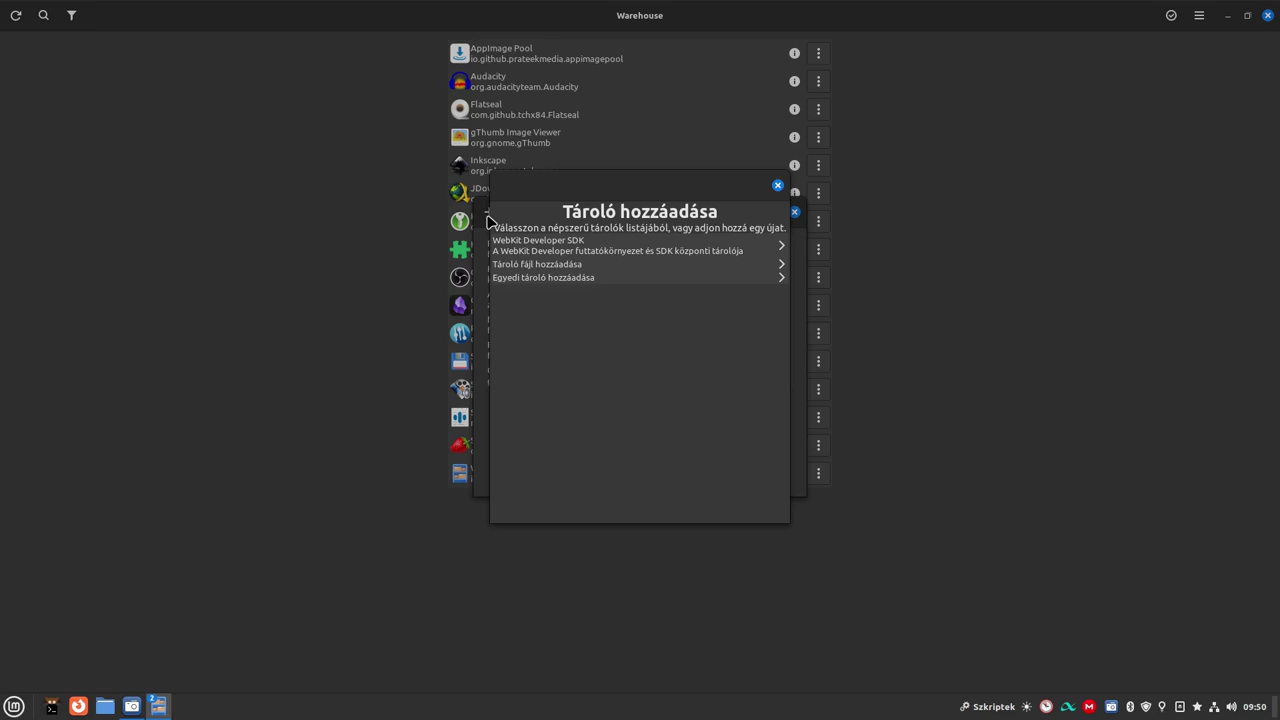 Warehouse
AppImage Pool
io.github.prateekmedia.appimagepool
Audacity
org.audacityteam.Audacity
Flatseal
com.github.tchx84.Flatseal
gThumb Image Viewer
org.gnome.gThumb
Inkscape
Tároló hozzáadása
Válasszon a népszerű tárolók listájából, vagy adjon hozzá egy újat.
WebKit Developer SDK
A WebKit Developer futtatókörnyezet és SDK központi tárolója
Tároló fájl hozzáadása
Egyedi tároló hozzáadása
2
Szkriptek
09:50